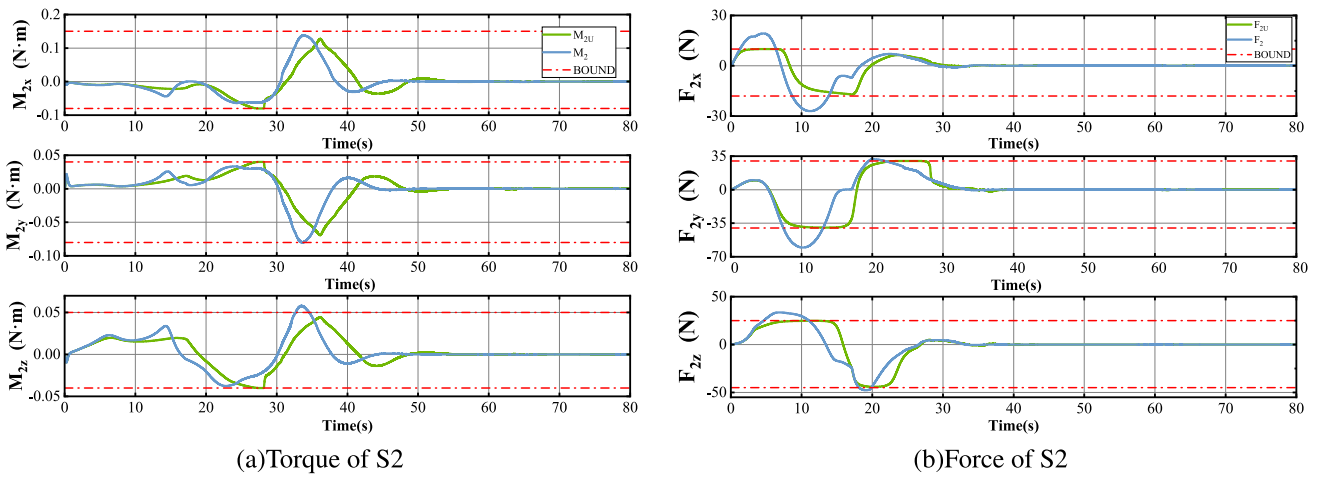 0.2
0.1
0.0
-0.1
M2x (N·m)
M2U
M2
BOUND
0 10 20 30 40 50 60 70 80
Time(s)
0.05
0.00
-0.05
-0.10
M2y (N·m)
0 10 20 30 40 50 60 70 80
Time(s)
0.05
0.00
-0.05
M2z (N·m)
0 10 20 30 40 50 60 70 80
Time(s)
(a)Torque of S2
30
0
-30
F2x (N)
F2U
F2
BOUND
0 10 20 30 40 50 60 70 80
Time(s)
35
0
-35
-70
F2y (N)
0 10 20 30 40 50 60 70 80
Time(s)
50
0
-50
F2z (N)
0 10 20 30 40 50 60 70 80
Time(s)
(b)Force of S2